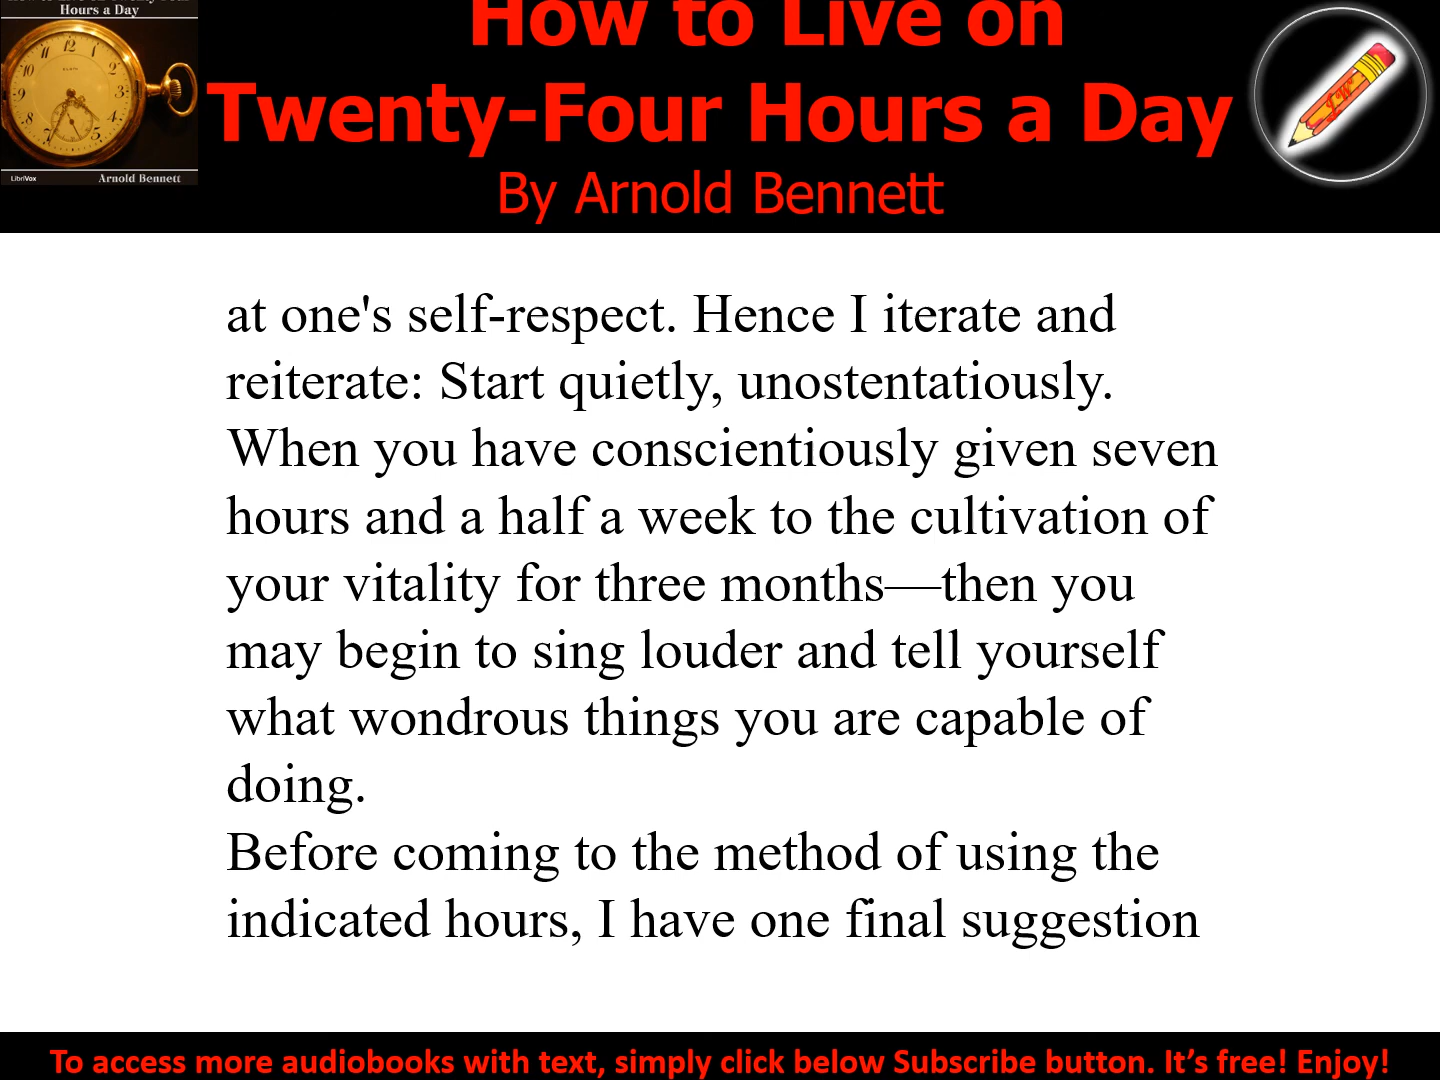 Hours a Day
LibriVox
Arnold Bennett
How to Live on
Twenty-Four Hours a Day
By Arnold Bennett
at one's self-respect. Hence I iterate and
reiterate: Start quietly, unostentatiously.
When you have conscientiously given seven
hours and a half a week to the cultivation of
your vitality for three months—then you
may begin to sing louder and tell yourself
what wondrous things you are capable of
doing.
Before coming to the method of using the
indicated hours, I have one final suggestion
To access more audiobooks with text, simply click below Subscribe button. It’s free! Enjoy!